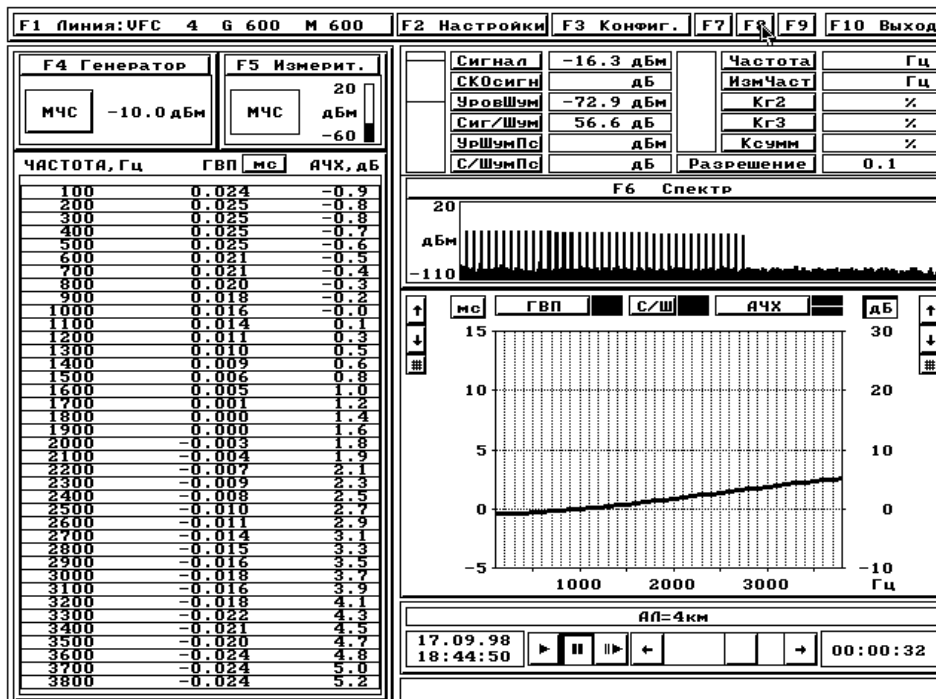 F1 Линия:VFC 4 G 600 M 600 F2 Настройки F3 Конфиг. F7 F8 F9 F10 Выход
F4 Генератор F5 Измерит.
МЧС -10.0 дБм МЧС 20 дБм -60
Сигнал -16.3 дБм Частота Гц
СКОсигн дБ ИзмЧаст Гц
УровШум -72.9 дБм Кг2 %
Сиг/Шум 56.6 дБ Кг3 %
УрШумПс дБм Ксумм %
С/ШумПс дБ Разрешение 0.1
ЧАСТОТА,Гц ГВП мс АЧХ,дБ
100 0.024 -0.9
200 0.025 -0.8
300 0.025 -0.8
400 0.025 -0.7
500 0.025 -0.6
600 0.021 -0.5
700 0.021 -0.4
800 0.020 -0.3
900 0.018 -0.2
1000 0.016 -0.0
1100 0.014 0.1
1200 0.011 0.3
1300 0.010 0.5
1400 0.009 0.6
1500 0.006 0.8
1600 0.005 1.0
1700 0.001 1.2
1800 0.000 1.4
1900 0.000 1.6
2000 -0.003 1.8
2100 -0.004 1.9
2200 -0.007 2.1
2300 -0.009 2.3
2400 -0.008 2.5
2500 -0.010 2.7
2600 -0.011 2.9
2700 -0.014 3.1
2800 -0.015 3.3
2900 -0.016 3.5
3000 -0.018 3.7
3100 -0.016 3.9
3200 -0.018 4.1
3300 -0.022 4.3
3400 -0.021 4.5
3500 -0.020 4.7
3600 -0.024 4.8
3700 -0.024 5.0
3800 -0.024 5.2
F6 Спектр
20
дБм
-110
мс ГВП С/Ш АЧХ дБ
15 30
10 20
5 10
0 0
-5 -10
1000 2000 3000 Гц
АЛ=4км
17.09.98
18:44:50 00:00:32